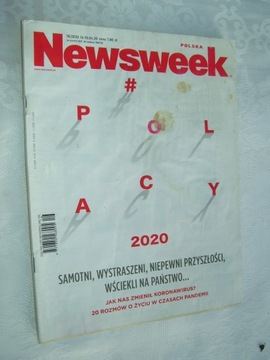 POLSKA
Newsweek
#
P
O L
A
C Y
2020
SAMOTNI, WYSTRASZENI, NIEPEWNI PRZYSZŁOŚCI,
WŚCIEKLI NA PAŃSTWO...
JAK NAS ZMIENIŁ KORONAWIRUS?
20 ROZMÓW O ŻYCIU W CZASACH PANDEMII